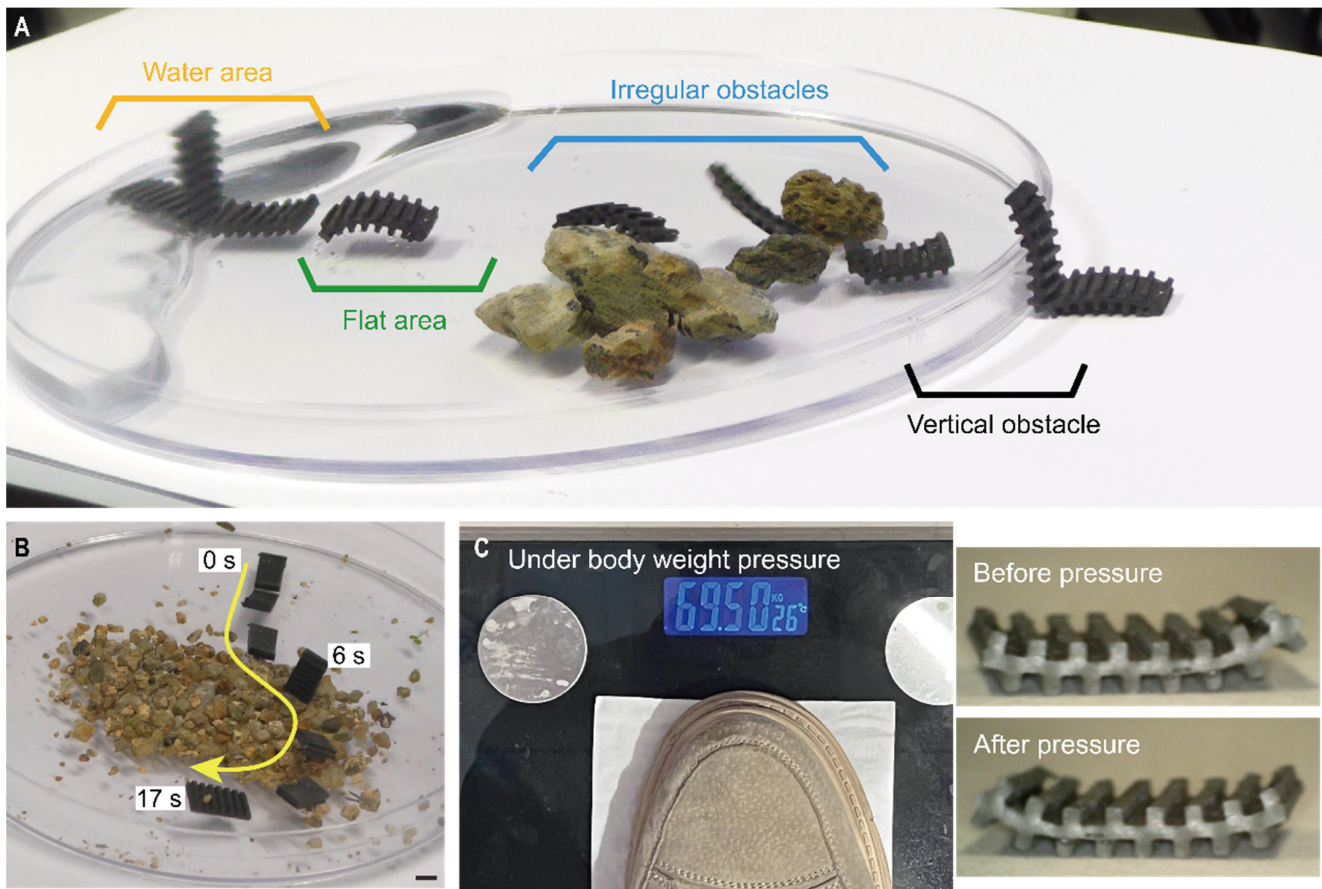 A
Water area
Irregular obstacles
Flat area
Vertical obstacle
B
0 s
6 s
17 s
C
Under body weight pressure
69.50 KG
26 °C
Before pressure
After pressure